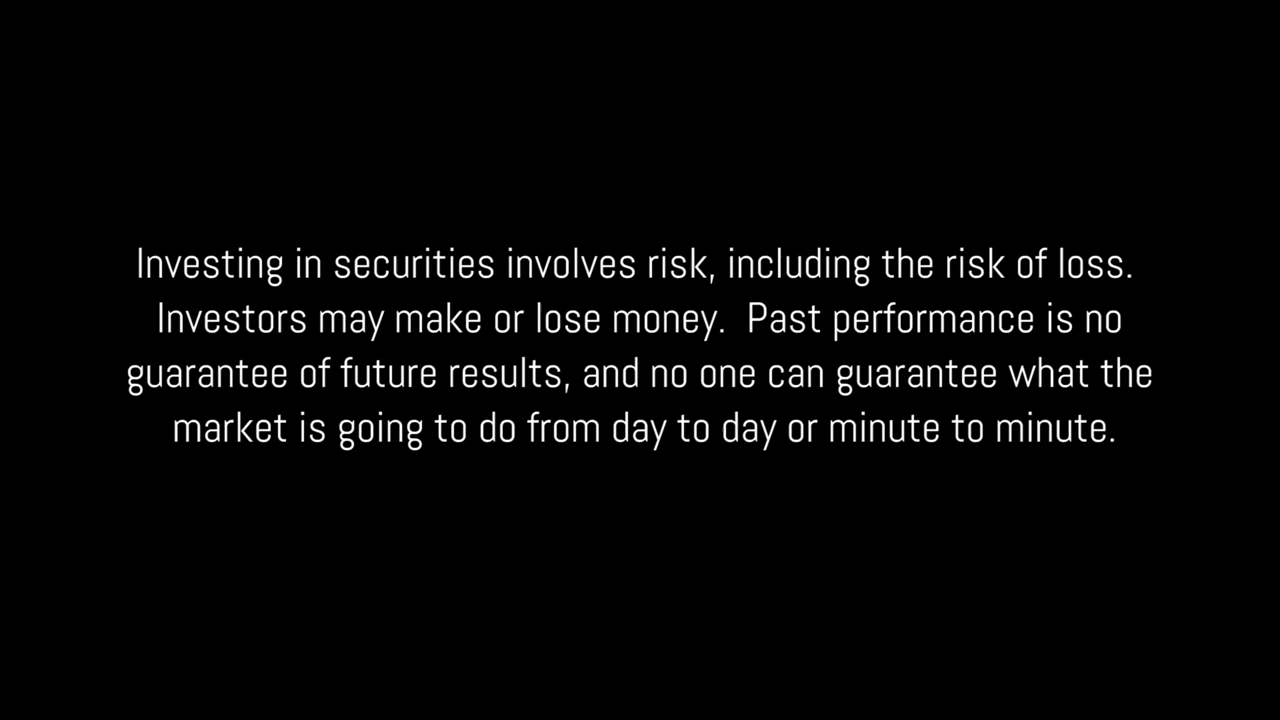 Investing in securities involves risk, including the risk of loss.
Investors may make or lose money.  Past performance is no
guarantee of future results, and no one can guarantee what the
market is going to do from day to day or minute to minute.